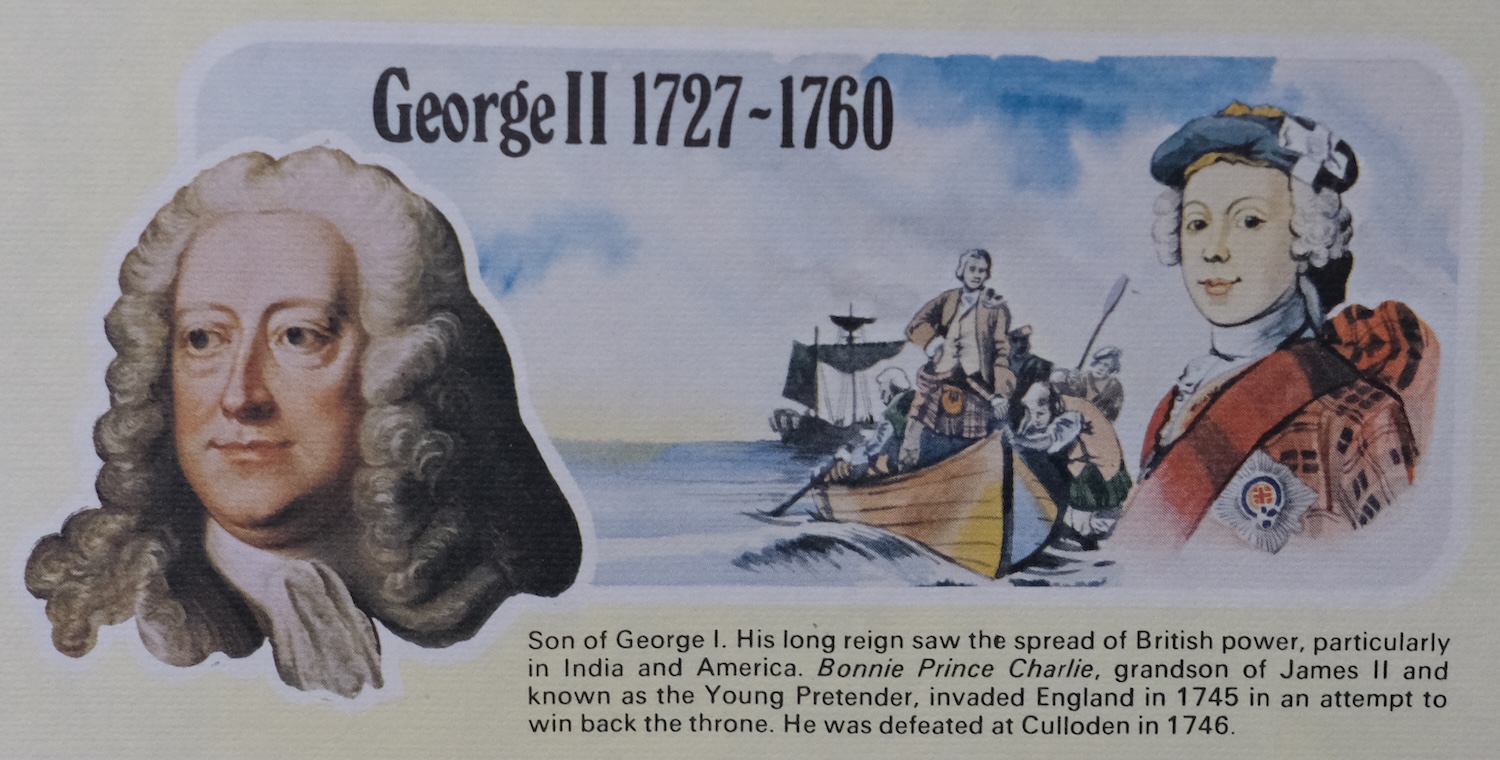 George II 1727~1760
Son of George I. His long reign saw the spread of British power, particularly
in India and America. Bonnie Prince Charlie, grandson of James II and
known as the Young Pretender, invaded England in 1745 in an attempt to
win back the throne. He was defeated at Culloden in 1746.